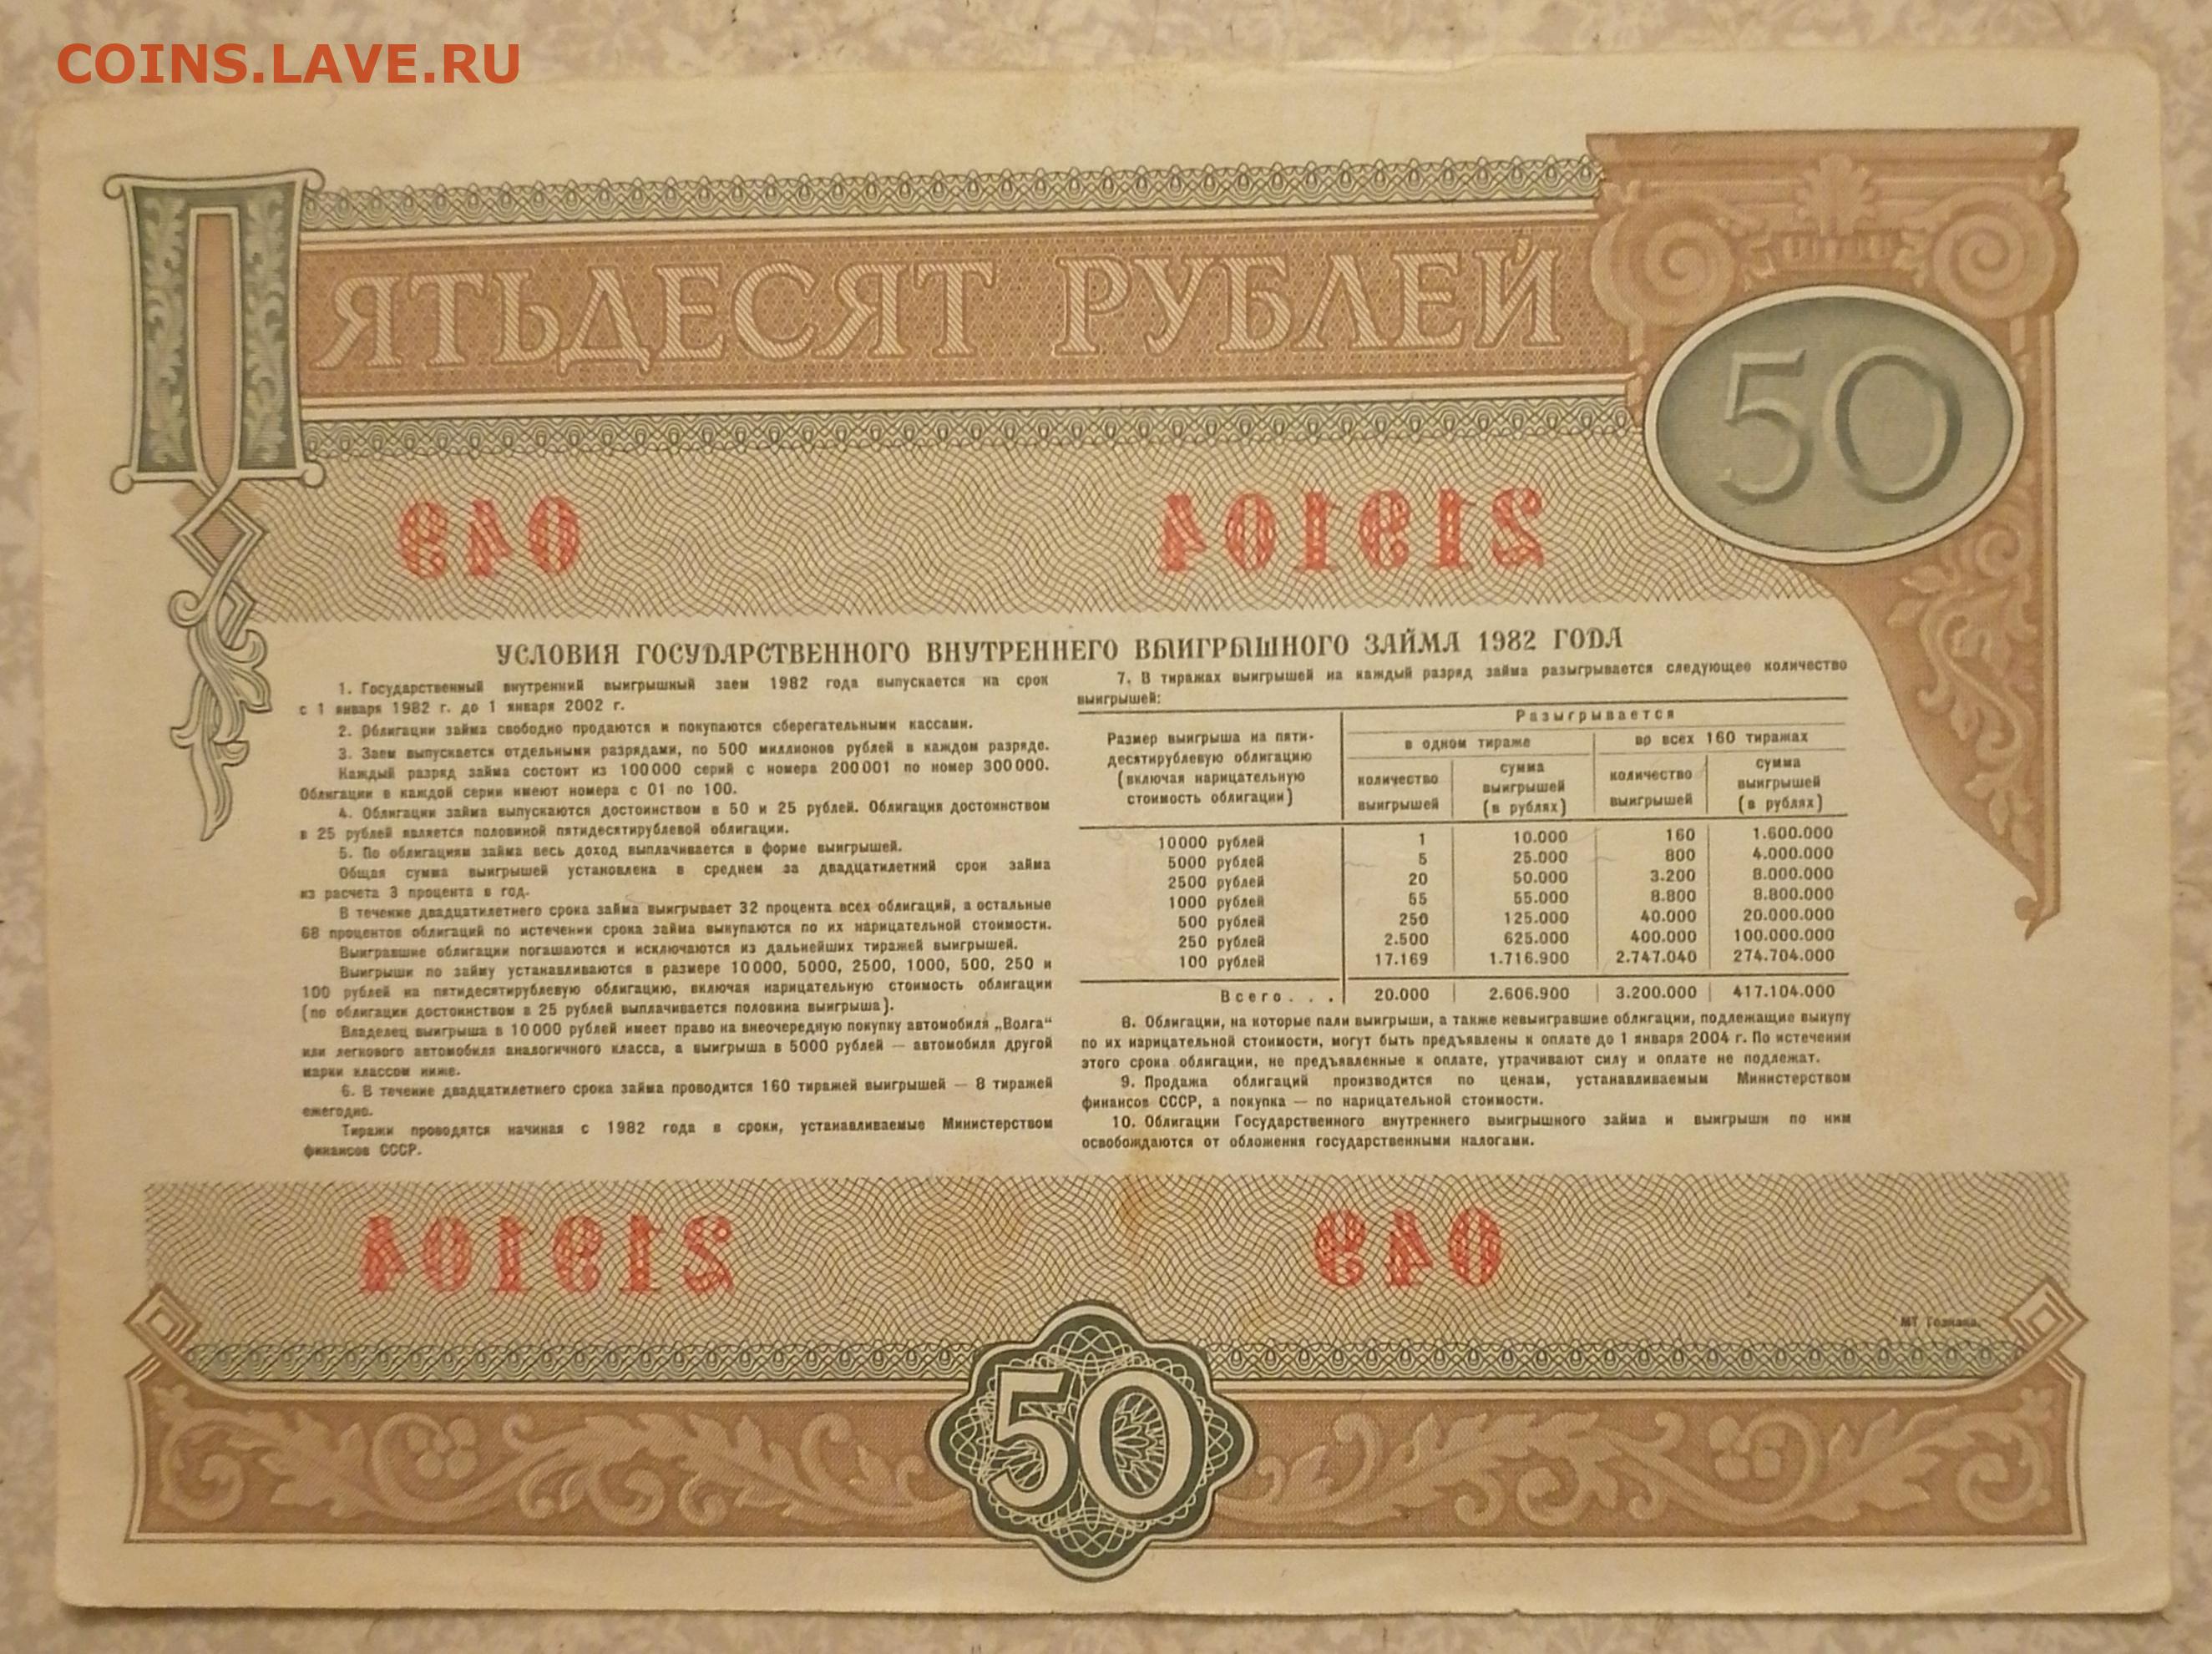 COINS.LAVE.RU
ПЯТЬДЕСЯТ РУБЛЕЙ
50
049 219104
УСЛОВИЯ ГОСУДАРСТВЕННОГО ВНУТРЕННЕГО ВЫИГРЫШНОГО ЗАЙМА 1982 ГОДА
1. Государственный внутренний выигрышный заем 1982 года выпускается на срок
с 1 января 1982 г. до 1 января 2002 г.
2. Облигации займа свободно продаются и покупаются сберегательными кассами.
3. Заем выпускается отдельными разрядами, по 500 миллионов рублей в каждом разряде.
Каждый разряд займа состоит из 100000 серий с номера 200001 по номер 300000.
Облигации в каждой серии имеют номера с 01 по 100.
4. Облигации займа выпускаются достоинством в 50 и 25 рублей. Облигация достоинством
в 25 рублей является половиной пятидесятирублевой облигации.
5. По облигациям займа весь доход выплачивается в форме выигрышей.
Общая сумма выигрышей установлена в среднем за двадцатилетний срок займа
из расчета 3 процента в год.
В течение двадцатилетнего срока займа выигрывает 32 процента всех облигаций, а остальные
68 процентов облигаций по истечении срока займа выкупаются по их нарицательной стоимости.
Выигравшие облигации погашаются и исключаются из дальнейших тиражей выигрышей.
Выигрыши по займу устанавливаются в размере 10000, 5000, 2500, 1000, 500, 250 и
100 рублей на пятидесятирублевую облигацию, включая нарицательную стоимость облигации
(по облигации достоинством в 25 рублей выплачивается половина выигрыша).
Владелец выигрыша в 10000 рублей имеет право на внеочередную покупку автомобиля „Волга“
или легкового автомобиля аналогичного класса, а выигрыша в 5000 рублей — автомобиля другой
марки классом ниже.
6. В течение двадцатилетнего срока займа проводится 160 тиражей выигрышей — 8 тиражей
ежегодно.
Тиражи проводятся начиная с 1982 года в сроки, устанавливаемые Министерством
финансов СССР.
7. В тиражах выигрышей на каждый разряд займа разыгрывается следующее количество
выигрышей:
Размер выигрыша на пяти-
десятирублевую облигацию
(включая нарицательную
стоимость облигации)
Разыгрывается
в одном тираже во всех 160 тиражах
количество выигрышей сумма выигрышей (в рублях) количество выигрышей сумма выигрышей (в рублях)
10000 рублей 1 10.000 160 1.600.000
5000 рублей 5 25.000 800 4.000.000
2500 рублей 20 50.000 3.200 8.000.000
1000 рублей 55 55.000 8.800 8.800.000
500 рублей 250 125.000 40.000 20.000.000
250 рублей 2.500 625.000 400.000 100.000.000
100 рублей 17.169 1.716.900 2.747.040 274.704.000
Всего... 20.000 2.606.900 3.200.000 417.104.000
8. Облигации, на которые пали выигрыши, а также невыигравшие облигации, подлежащие выкупу
по их нарицательной стоимости, могут быть предъявлены к оплате до 1 января 2004 г. По истечении
этого срока облигации, не предъявленные к оплате, утрачивают силу и оплате не подлежат.
9. Продажа облигаций производится по ценам, устанавливаемым Министерством
финансов СССР, а покупка — по нарицательной стоимости.
10. Облигации Государственного внутреннего выигрышного займа и выигрыши по ним
освобождаются от обложения государственными налогами.
219104 049
МТ Гознака.
50